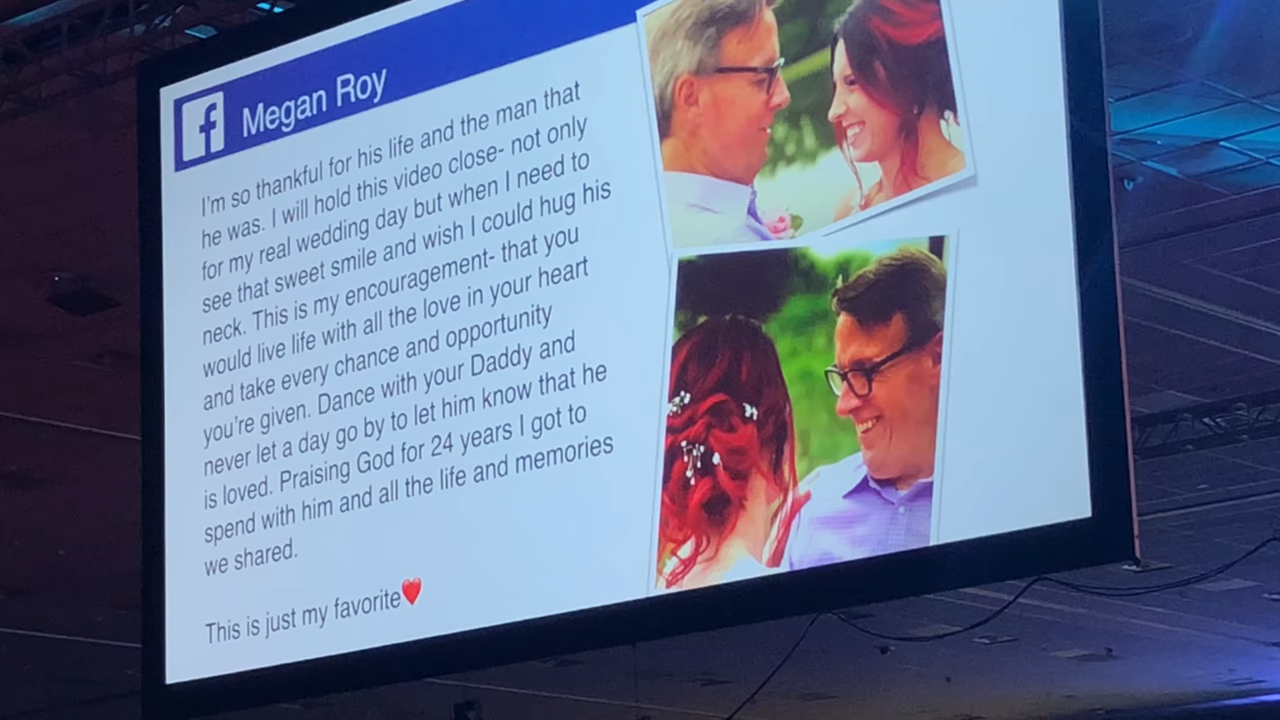 f
Megan Roy
I'm so thankful for his life and the man that
he was. I will hold this video close- not only
for my real wedding day but when I need to
see that sweet smile and wish I could hug his
neck. This is my encouragement- that you
would live life with all the love in your heart
and take every chance and opportunity
you're given. Dance with your Daddy and
never let a day go by to let him know that he
is loved. Praising God for 24 years I got to
spend with him and all the life and memories
we shared.
This is just my favorite❤️